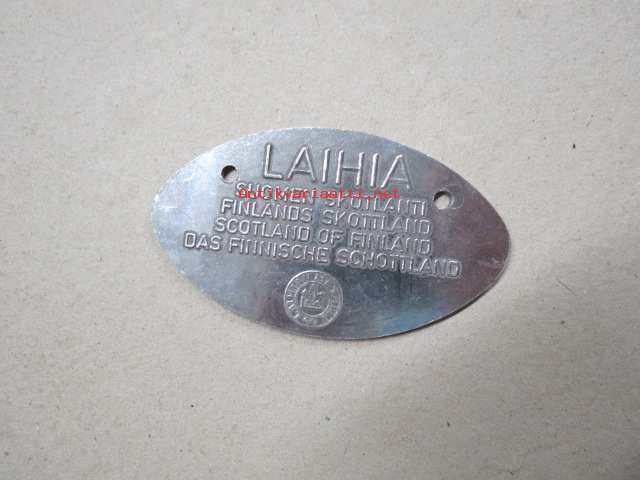 LAIHIA
SUOMEN SKOTLANTI
antikvariaatti.net
FINLANDS SKOTTLAND
SCOTLAND OF FINLAND
DAS FINNISCHE SCHOTTLAND